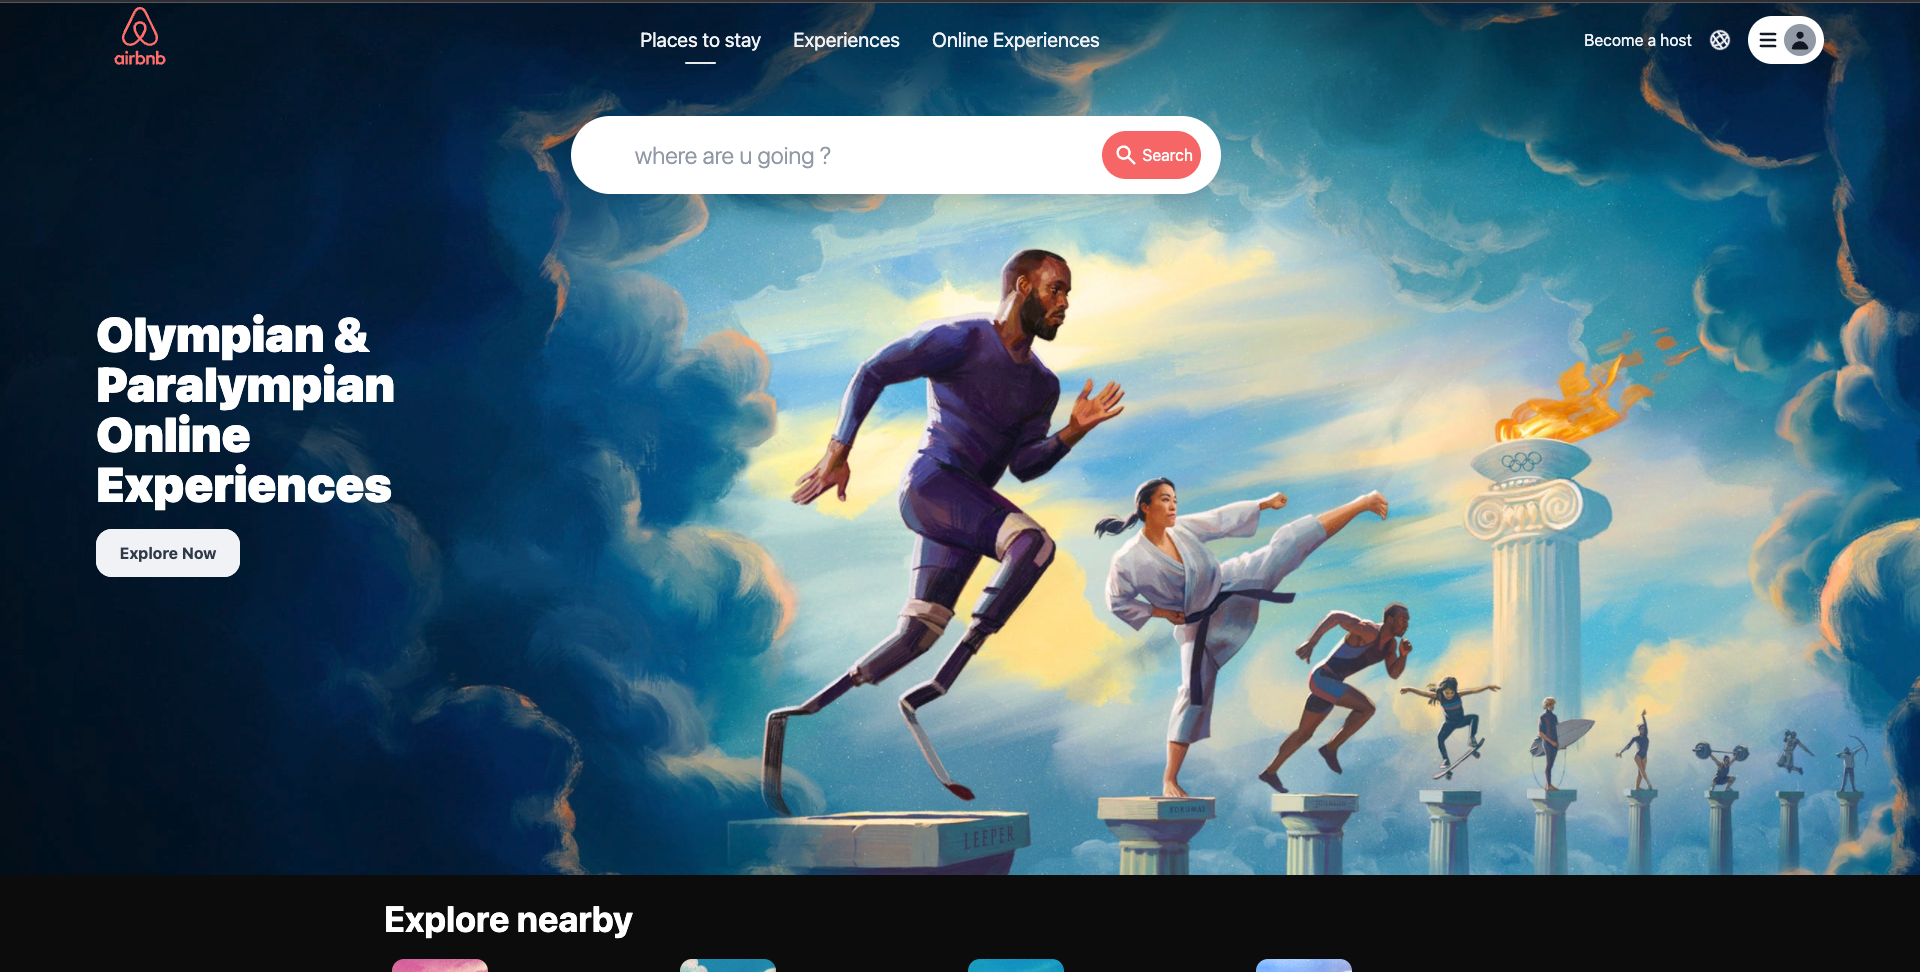 airbnb
Places to stay
Experiences
Online Experiences
Become a host
where are u going ?
Search
Olympian &
Paralympian
Online
Experiences
Explore Now
LEEPER
Explore nearby